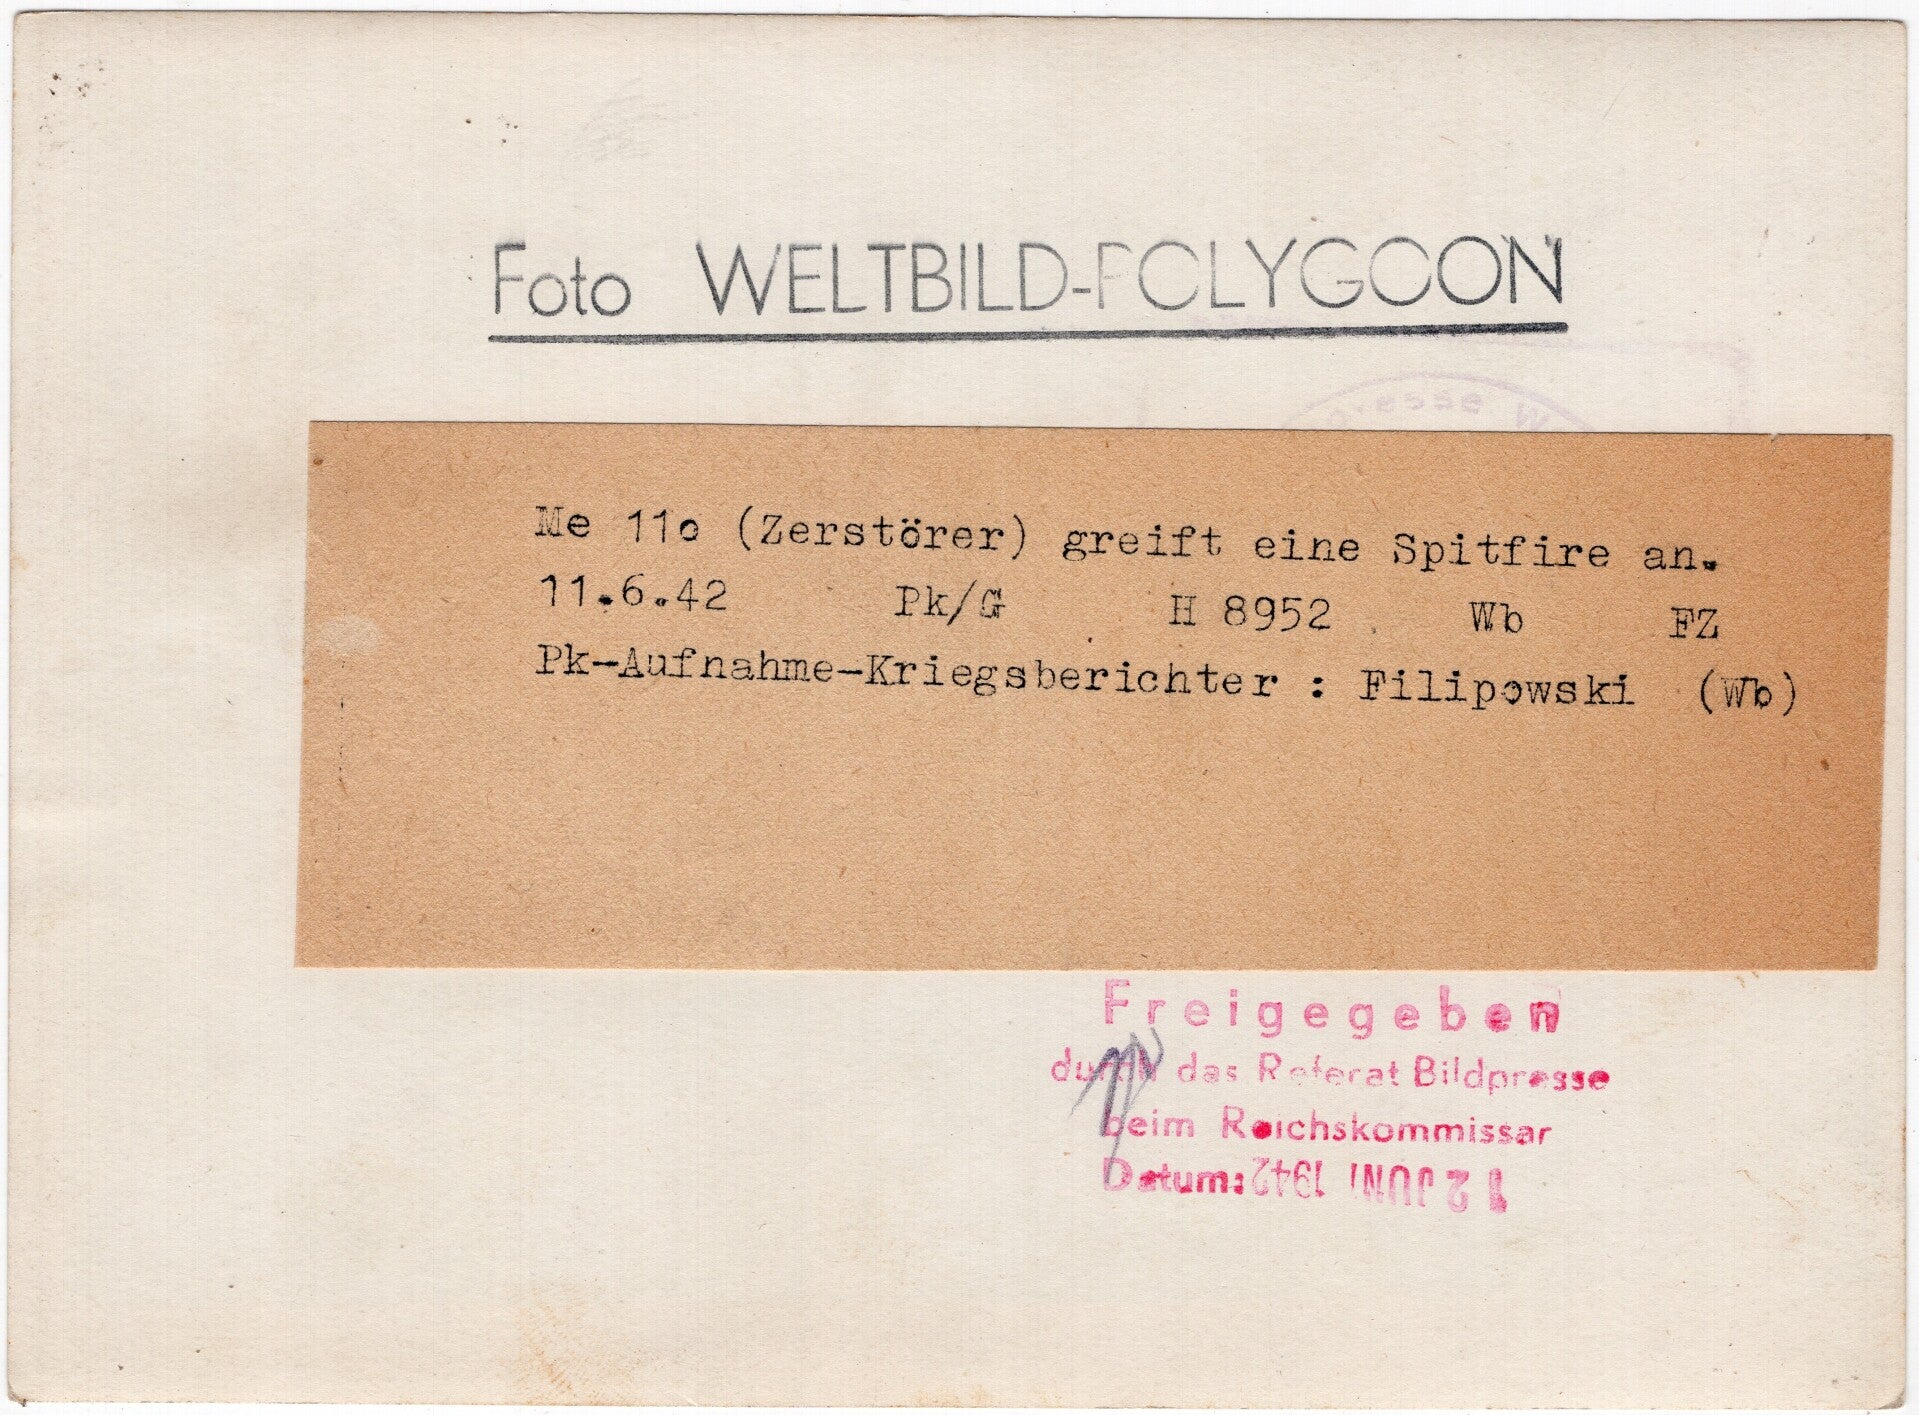 Foto WELTBILD-POLYGOON
Me 11o (Zerstörer) greift eine Spitfire an.
11.6.42 Pk/G H 8952 Wb FZ
Pk-Aufnahme-Kriegsberichter : Filipowski (Wb)
Freigegeben
durch das Referat Bildpresse
beim Reichskommissar
Datum: 12 JUNI 1942